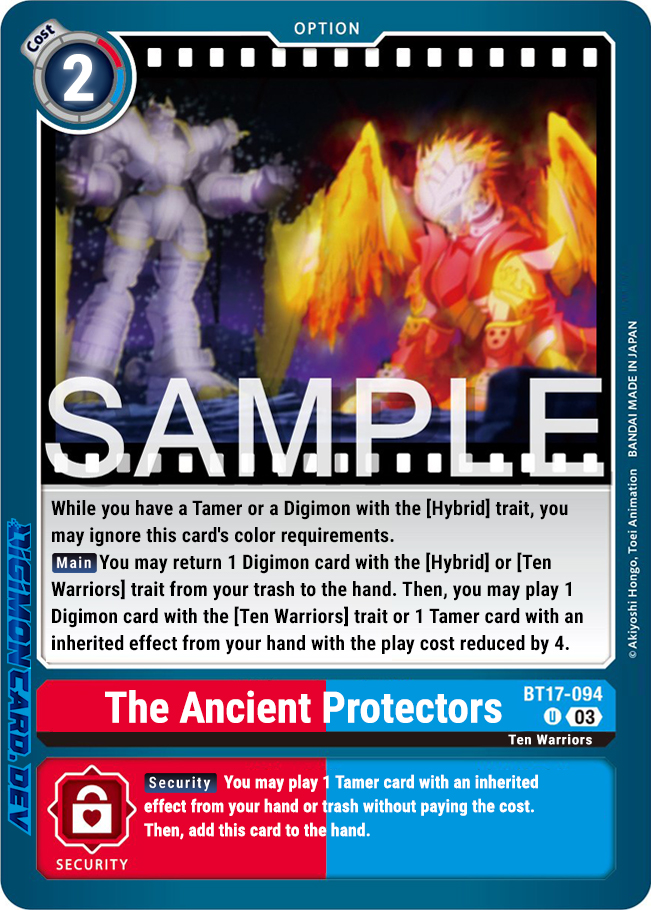 OPTION
Cost
2
SAMPLE
While you have a Tamer or a Digimon with the [Hybrid] trait, you
may ignore this card's color requirements.
Main You may return 1 Digimon card with the [Hybrid] or [Ten
Warriors] trait from your trash to the hand. Then, you may play 1
Digimon card with the [Ten Warriors] trait or 1 Tamer card with an
inherited effect from your hand with the play cost reduced by 4.
© Akiyoshi Hongo, Toei Animation BANDAI MADE IN JAPAN
DIGIMONCARD.DEV
The Ancient Protectors
BT17-094
U 03
Ten Warriors
Security You may play 1 Tamer card with an inherited
effect from your hand or trash without paying the cost.
Then, add this card to the hand.
SECURITY